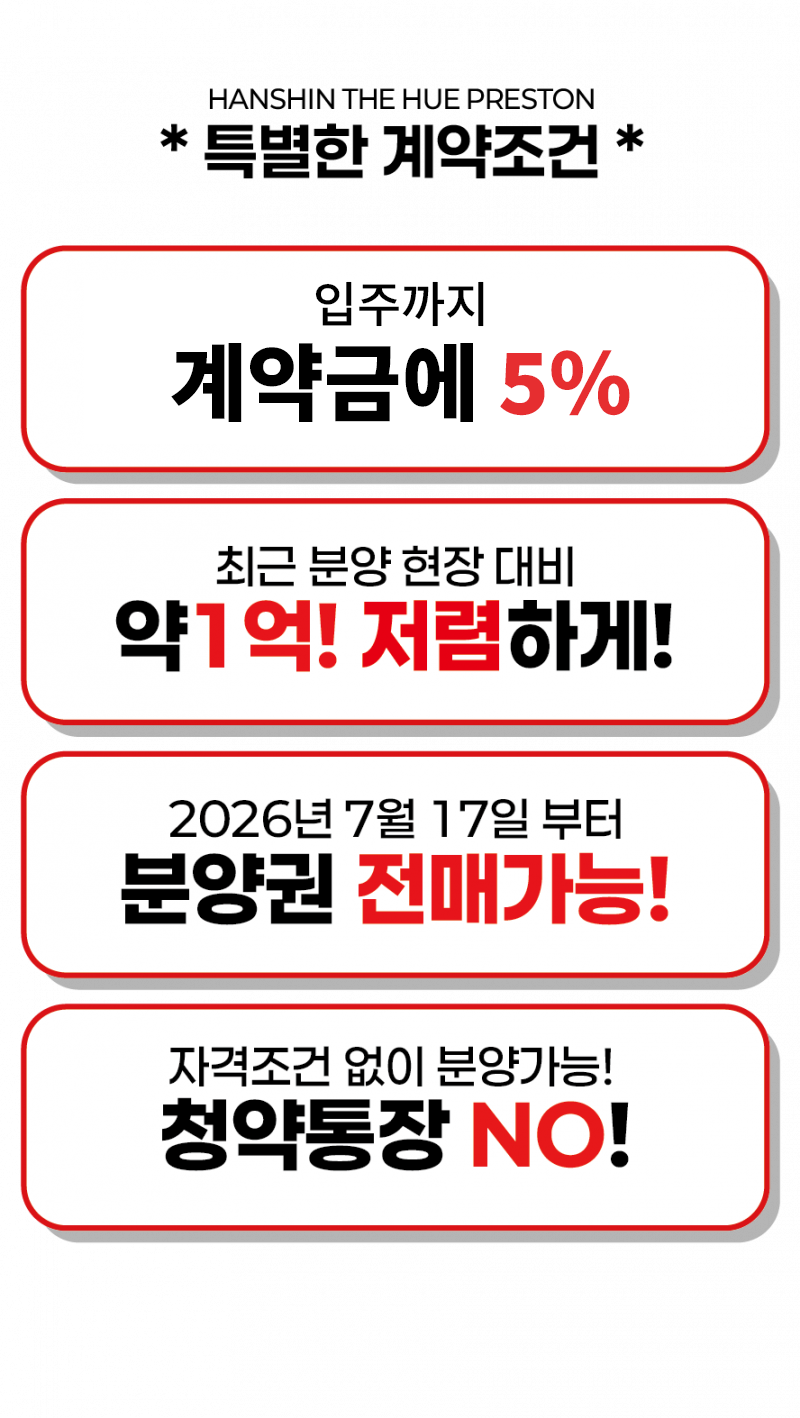 HANSHIN THE HUE PRESTON
* 특별한 계약조건 *
입주까지
계약금에 5%
최근 분양 현장 대비
약1억! 저렴하게!
2026년 7월 17일 부터
분양권 전매가능!
자격조건 없이 분양가능!
청약통장 NO!